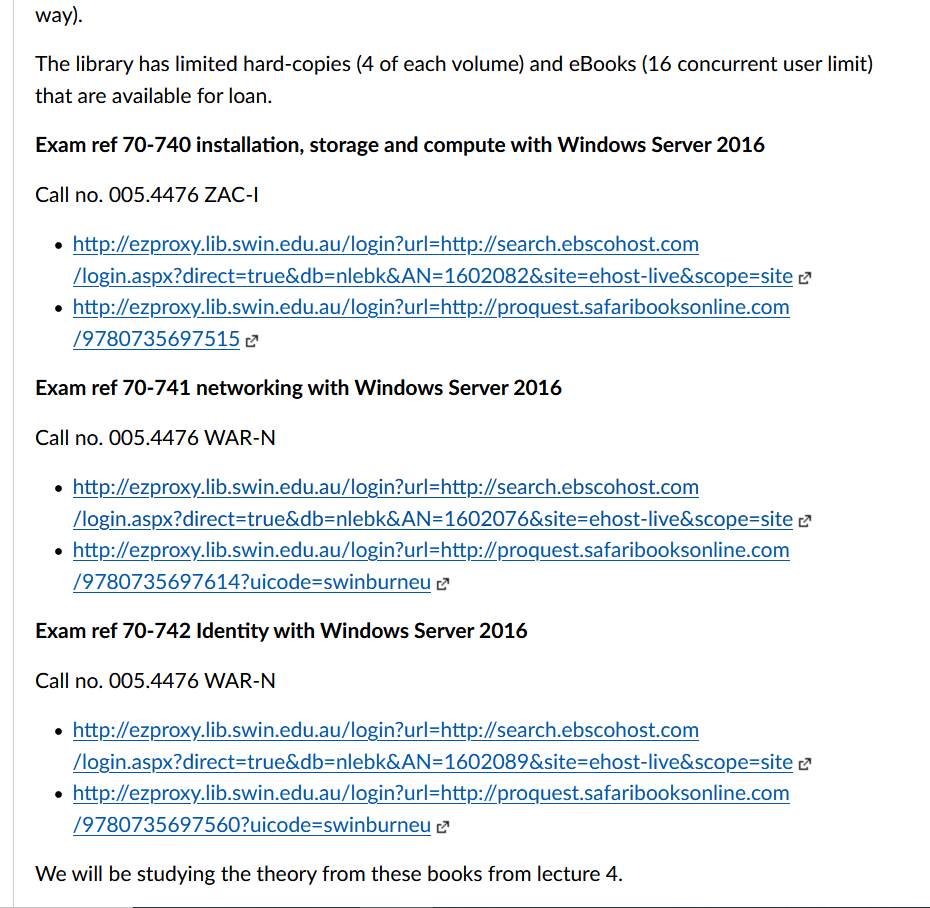 way).
The library has limited hard-copies (4 of each volume) and eBooks (16 concurrent user limit)
that are available for loan.
Exam ref 70-740 installation, storage and compute with Windows Server 2016
Call no. 005.4476 ZAC-I
http://ezproxy.lib.swin.edu.au/login?url=http://search.ebscohost.com
/login.aspx?direct=true&db=nlebk&AN=1602082&site=ehost-live&scope=site
http://ezproxy.lib.swin.edu.au/login?url=http://proquest.safaribooksonline.com
/9780735697515
Exam ref 70-741 networking with Windows Server 2016
Call no. 005.4476 WAR-N
http://ezproxy.lib.swin.edu.au/login?url=http://search.ebscohost.com
/login.aspx?direct=true&db=nlebk&AN=1602076&site=ehost-live&scope=site
http://ezproxy.lib.swin.edu.au/login?url=http://proquest.safaribooksonline.com
/9780735697614?uicode=swinburneu
Exam ref 70-742 Identity with Windows Server 2016
Call no. 005.4476 WAR-N
http://ezproxy.lib.swin.edu.au/login?url=http://search.ebscohost.com
/login.aspx?direct=true&db=nlebk&AN=1602089&site=ehost-live&scope=site
http://ezproxy.lib.swin.edu.au/login?url=http://proquest.safaribooksonline.com
/9780735697560?uicode=swinburneu
We will be studying the theory from these books from lecture 4.